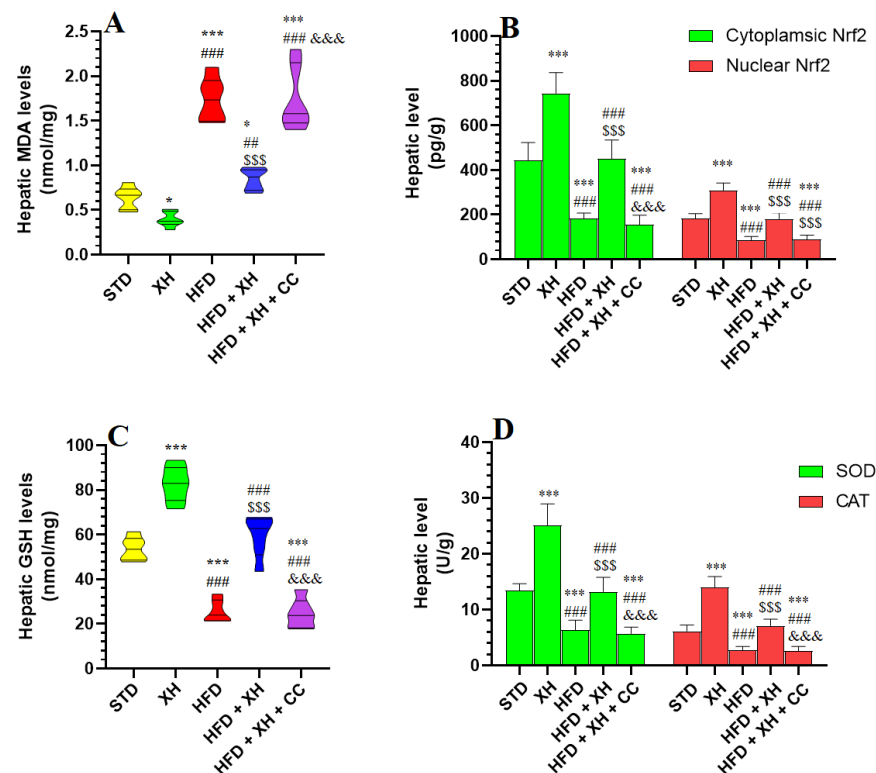 A
Hepatic MDA levels
(nmol/mg)
2.5
2.0
1.5
1.0
0.5
0.0
*
***
###
*
##
$$$
***
### &&&
STD
XH
HFD
HFD + XH
HFD + XH + CC
B
Cytoplamsic Nrf2
Nuclear Nrf2
Hepatic level
(pg/g)
1000
800
600
400
200
0
***
***
###
###
$$$
***
###
&&&
***
***
###
###
$$$
***
###
$$$
STD
XH
HFD
HFD + XH
HFD + XH + CC
STD
XH
HFD
HFD + XH
HFD + XH + CC
C
Hepatic GSH levels
(nmol/mg)
100
80
60
40
20
0
***
***
###
###
$$$
***
###
&&&
STD
XH
HFD
HFD + XH
HFD + XH + CC
D
SOD
CAT
Hepatic level
(U/g)
40
30
20
10
0
***
***
###
###
$$$
***
###
&&&
***
***
###
###
$$$
***
###
&&&
STD
XH
HFD
HFD + XH
HFD + XH + CC
STD
XH
HFD
HFD + XH
HFD + XH + CC